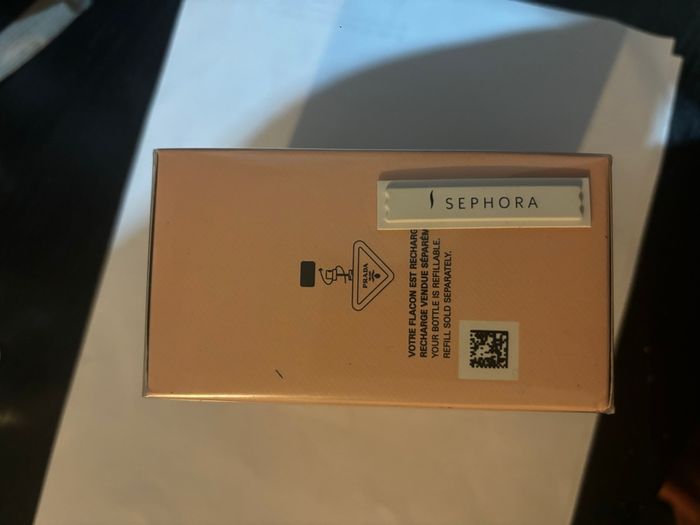 SEPHORA
PRADA
VOTRE FLACON EST RECHARG
RECHARGE VENDUE SÉPARÉM
YOUR BOTTLE IS REFILLABLE.
REFILL SOLD SEPARATELY.